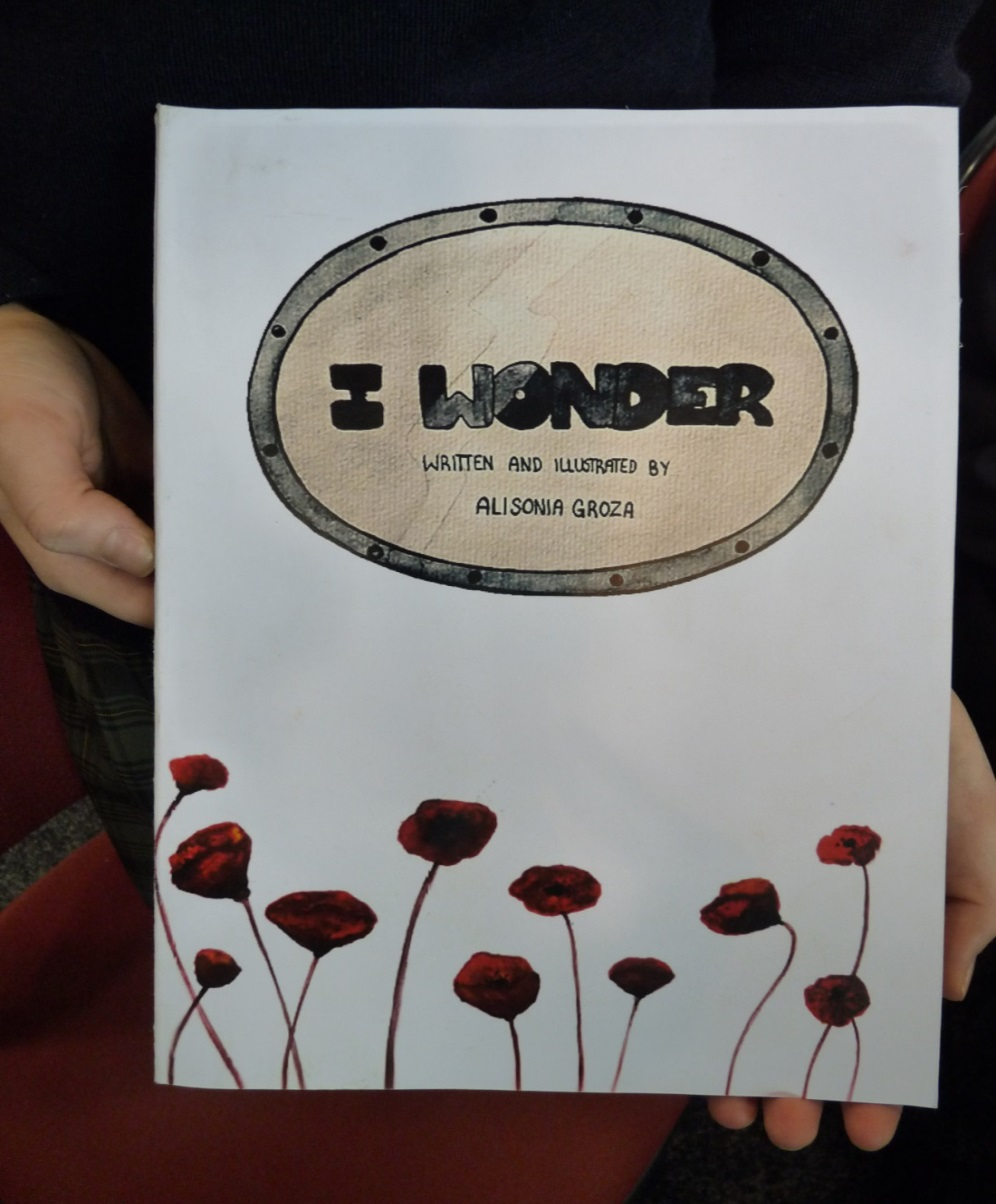 I WONDER
WRITTEN AND ILLUSTRATED BY
ALISONIA GROZA